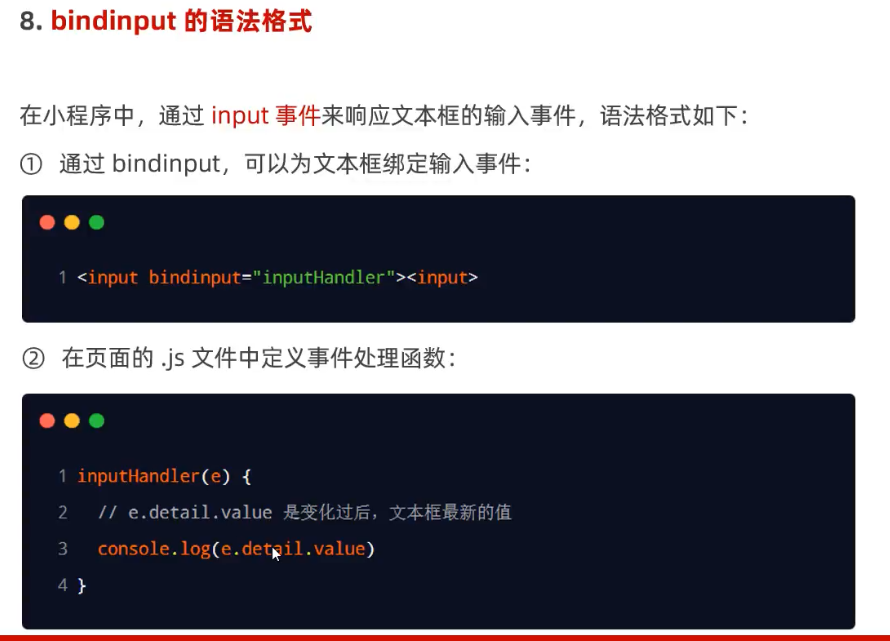 8. bindinput 的语法格式
在小程序中，通过 input 事件来响应文本框的输入事件，语法格式如下：
① 通过 bindinput，可以为文本框绑定输入事件：
1 <input bindinput="inputHandler"><input>
② 在页面的 .js 文件中定义事件处理函数：
1 inputHandler(e) {
2   // e.detail.value 是变化过后，文本框最新的值
3   console.log(e.detail.value)
4 }